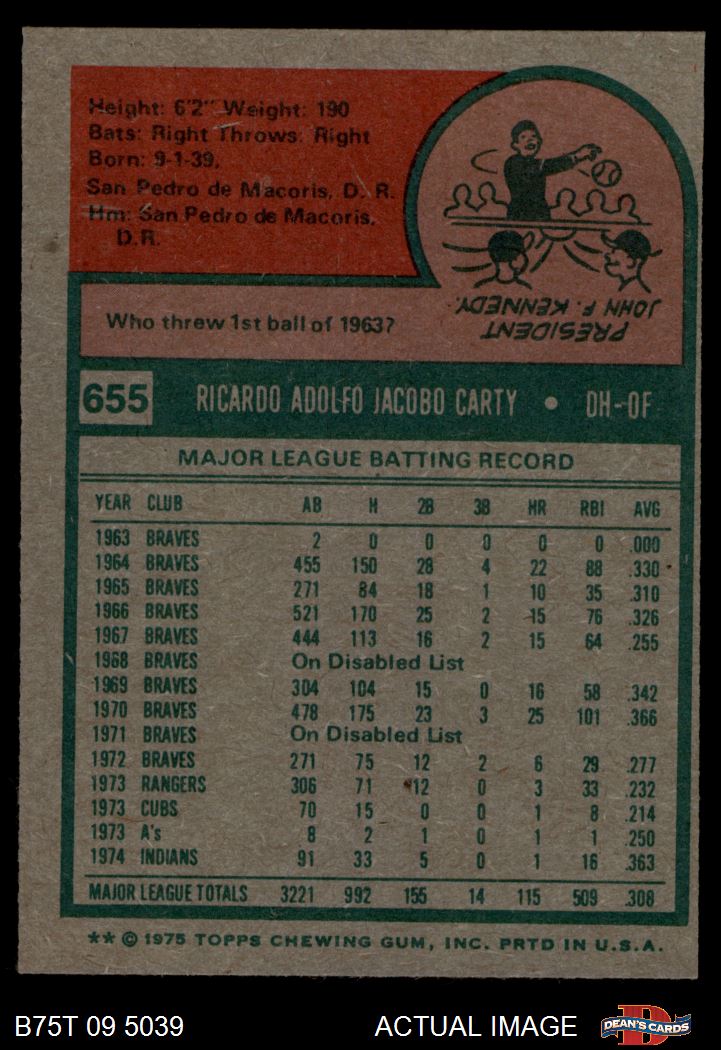 Height: 6'2" Weight: 190
Bats: Right Throws: Right
Born: 9-1-39,
San Pedro de Macoris, D. R.
Hm: San Pedro de Macoris,
D.R.
Who threw 1st ball of 1963?
PRESIDENT
JOHN F. KENNEDY.
655 RICARDO ADOLFO JACOBO CARTY • DH-OF
MAJOR LEAGUE BATTING RECORD
YEAR CLUB AB H 2B 3B HR RBI AVG
1963 BRAVES 2 0 0 0 0 0 .000
1964 BRAVES 455 150 28 4 22 88 .330
1965 BRAVES 271 84 18 1 10 35 .310
1966 BRAVES 521 170 25 2 15 76 .326
1967 BRAVES 444 113 16 2 15 64 .255
1968 BRAVES On Disabled List
1969 BRAVES 304 104 15 0 16 58 .342
1970 BRAVES 478 175 23 3 25 101 .366
1971 BRAVES On Disabled List
1972 BRAVES 271 75 12 2 6 29 .277
1973 RANGERS 306 71 12 0 3 33 .232
1973 CUBS 70 15 0 0 1 8 .214
1973 A's 8 2 1 0 1 1 .250
1974 INDIANS 91 33 5 0 1 16 .363
MAJOR LEAGUE TOTALS 3221 992 155 14 115 509 .308
** © 1975 TOPPS CHEWING GUM, INC. PRTD IN U.S.A.
B75T 09 5039 ACTUAL IMAGE D DEAN'S CARDS